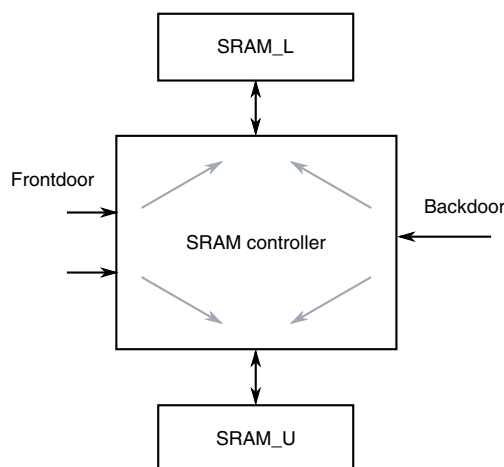 SRAM_L
Frontdoor
Backdoor
SRAM controller
SRAM_U